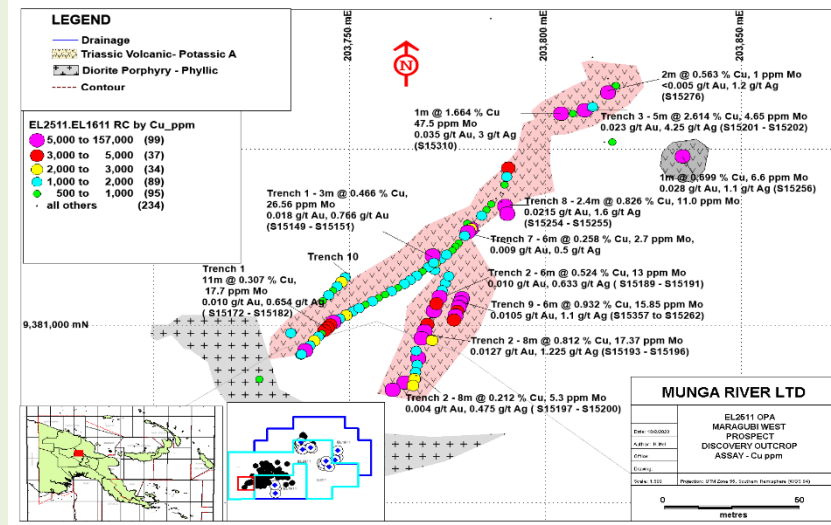 LEGEND
Drainage
Triassic Volcanic- Potassic A
Diorite Porphyry - Phyllic
Contour
EL2511.EL1611 RC by Cu_ppm
5,000 to 157,000 (99)
3,000 to 5,000 (37)
2,000 to 3,000 (34)
1,000 to 2,000 (89)
500 to 1,000 (95)
all others (234)
203,750 mE
203,800 mE
203,850 mE
N
2m @ 0.563 % Cu, 1 ppm Mo
<0.005 g/t Au, 1.2 g/t Ag
(S15276)
1m @ 1.664 % Cu
47.5 ppm Mo
0.035 g/t Au, 3 g/t Ag
(S15310)
Trench 3 - 5m @ 2.614 % Cu, 4.65 ppm Mo
0.023 g/t Au, 4.25 g/t Ag (S15201 - S15202)
1m @ 0.699 % Cu, 6.6 ppm Mo
0.028 g/t Au, 1.1 g/t Ag (S15256)
Trench 1 - 3m @ 0.466 % Cu,
26.56 ppm Mo
0.018 g/t Au, 0.766 g/t Au
(S15149 - S15151)
Trench 8 - 2.4m @ 0.826 % Cu, 11.0 ppm Mo
0.0215 g/t Au, 1.6 g/t Ag
(S15254 - S15255)
Trench 7 - 6m @ 0.258 % Cu, 2.7 ppm Mo,
0.009 g/t Au, 0.5 g/t Ag
Trench 10
Trench 1
11m @ 0.307 % Cu,
17.7 ppm Mo
0.010 g/t Au, 0.654 g/t Ag
( S15172 - S15182)
Trench 2 - 6m @ 0.524 % Cu, 13 ppm Mo
0.010 g/t Au, 0.633 g/t Ag ( S15189 - S15191)
Trench 9 - 6m @ 0.932 % Cu, 15.85 ppm Mo
0.0105 g/t Au, 1.1 g/t Ag (S15357 to S15262)
9,381,000 mN
Trench 2 - 8m @ 0.812 % Cu, 17.37 ppm Mo
0.0127 g/t Au, 1.225 g/t Ag (S15193 - S15196)
Trench 2 - 8m @ 0.212 % Cu, 5.3 ppm Mo
0.004 g/t Au, 0.475 g/t Ag ( S15197 - S15200)
MUNGA RIVER LTD
EL2511 OPA
MARAGUBI WEST
PROSPECT
DISCOVERY OUTCROP
ASSAY - Cu ppm
Date:
Author:
Office:
Drawing:
Scale: 1:500
Projection: UTM Zone 55, Southern Hemisphere
0 50
metres